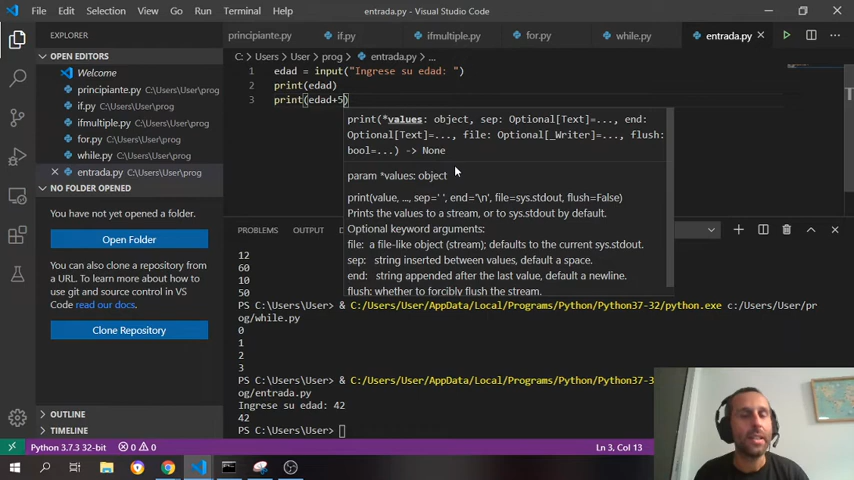 File Edit Selection View Go Run Terminal Help entrada.py - Visual Studio Code
EXPLORER
OPEN EDITORS
Welcome
principiante.py C:\Users\User\prog
if.py C:\Users\User\prog
ifmultiple.py C:\Users\User\prog
for.py C:\Users\User\prog
while.py C:\Users\User\prog
entrada.py C:\Users\User\prog
NO FOLDER OPENED
You have not yet opened a folder.
Open Folder
You can also clone a repository
from a URL. To learn more about how
to use git and source control in VS
Code read our docs.
Clone Repository
OUTLINE
TIMELINE
principiante.py if.py ifmultiple.py for.py while.py entrada.py
C: > Users > User > prog > entrada.py > ...
1 edad = input("Ingrese su edad: ")
2 print(edad)
3 print(edad+5)
print(*values: object, sep: Optional[Text]=..., end:
Optional[Text]=..., file: Optional[_Writer]=..., flush:
bool=...) -> None
param *values: object
print(value, ..., sep=' ', end='\n', file=sys.stdout, flush=False)
Prints the values to a stream, or to sys.stdout by default.
Optional keyword arguments:
file: a file-like object (stream); defaults to the current sys.stdout.
sep: string inserted between values, default a space.
end: string appended after the last value, default a newline.
flush: whether to forcibly flush the stream.
PROBLEMS OUTPUT
12
60
10
50
PS C:\Users\User> & C:/Users/User/AppData/Local/Programs/Python/Python37-32/python.exe c:/Users/User/pr
og/while.py
0
1
2
3
PS C:\Users\User> & C:/Users/User/AppData/Local/Programs/Python/Python37-3
og/entrada.py
Ingrese su edad: 42
42
PS C:\Users\User>
Python 3.7.3 32-bit 0 0 Ln 3, Col 13